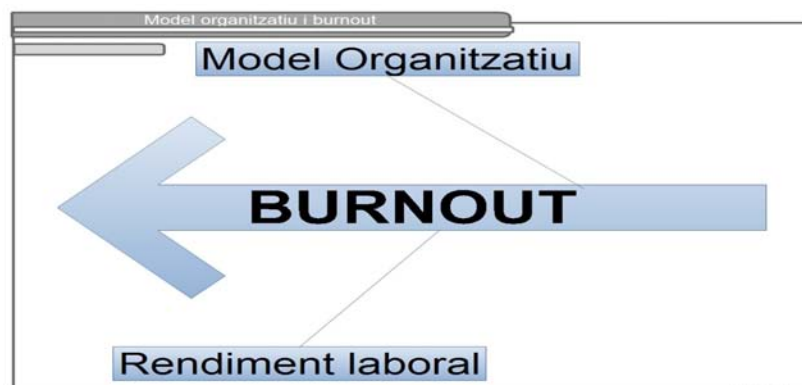 Model organitzatiu i burnout
Model Organitzatiu
BURNOUT
Rendiment laboral